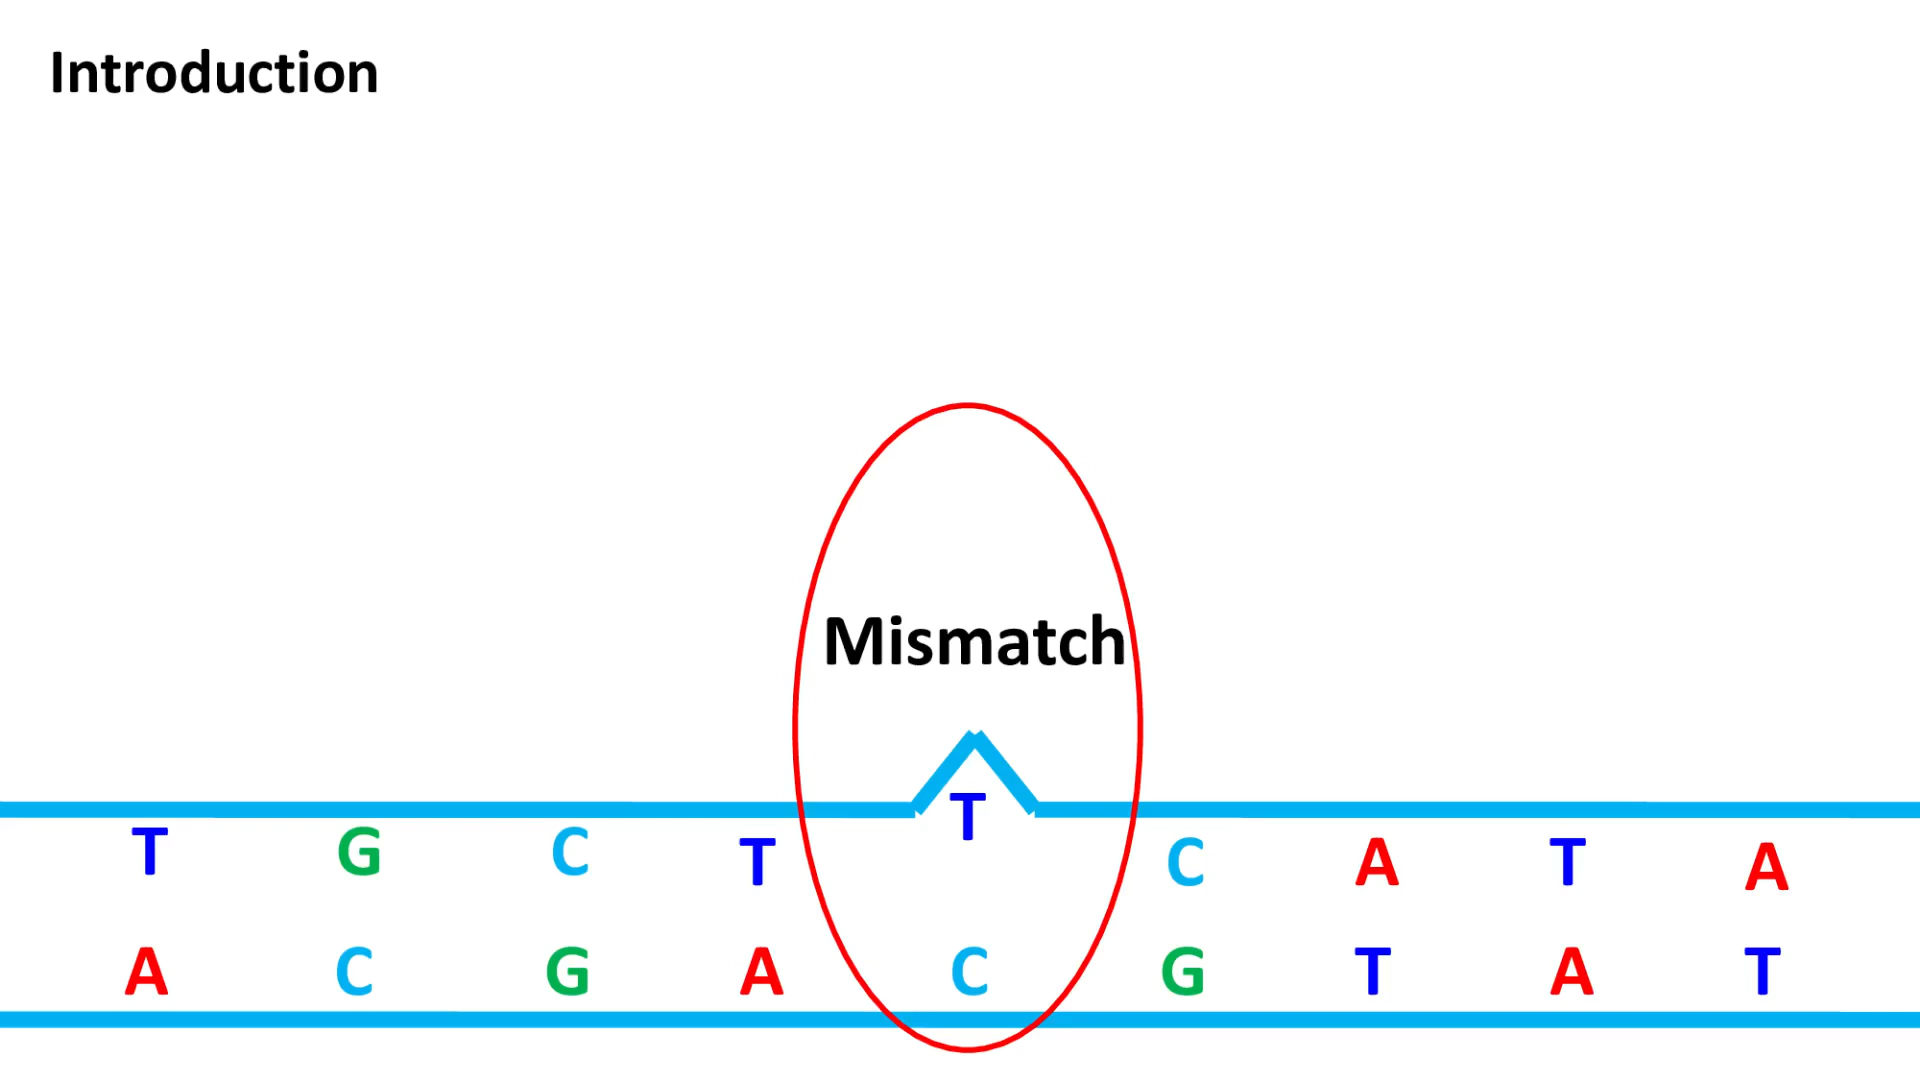 Introduction
Mismatch
T G C T T C A T A
A C G A C G T A T